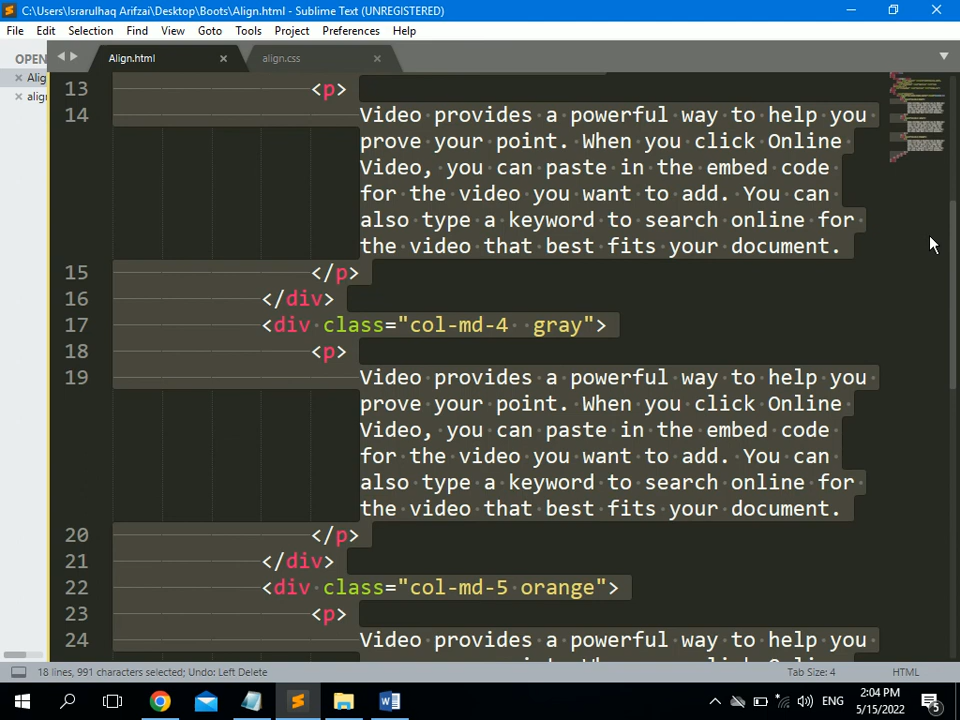 C:\Users\Israrulhaq Arifzai\Desktop\Boots\Align.html - Sublime Text (UNREGISTERED)
File Edit Selection Find View Goto Tools Project Preferences Help
OPEN
Align.html
align.css
Alig
align
13 <p>
14 Video provides a powerful way to help you
prove your point. When you click Online
Video, you can paste in the embed code
for the video you want to add. You can
also type a keyword to search online for
the video that best fits your document.
15 </p>
16 </div>
17 <div class="col-md-4  gray">
18 <p>
19 Video provides a powerful way to help you
prove your point. When you click Online
Video, you can paste in the embed code
for the video you want to add. You can
also type a keyword to search online for
the video that best fits your document.
20 </p>
21 </div>
22 <div class="col-md-5 orange">
23 <p>
24 Video provides a powerful way to help you
18 lines, 991 characters selected; Undo: Left Delete
Tab Size: 4
HTML
ENG
2:04 PM
5/15/2022
5